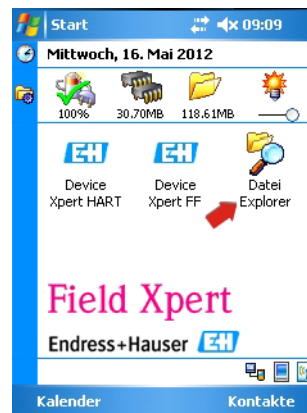 Start 09:09
Mittwoch, 16. Mai 2012
100% 30.70MB 118.61MB
EH EH
Device Xpert HART
Device Xpert FF
Datei Explorer
Field Xpert
Endress+Hauser EH
Kalender Kontakte